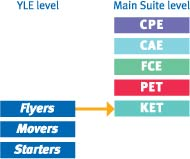 YLE level
Main Suite level
CPE
CAE
FCE
PET
Flyers
KET
Movers
Starters